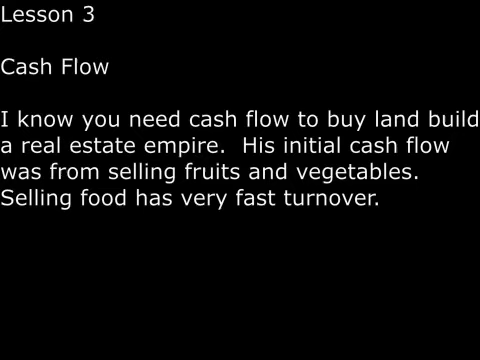 Lesson 3
Cash Flow
I know you need cash flow to buy land build
a real estate empire.  His initial cash flow
was from selling fruits and vegetables.
Selling food has very fast turnover.